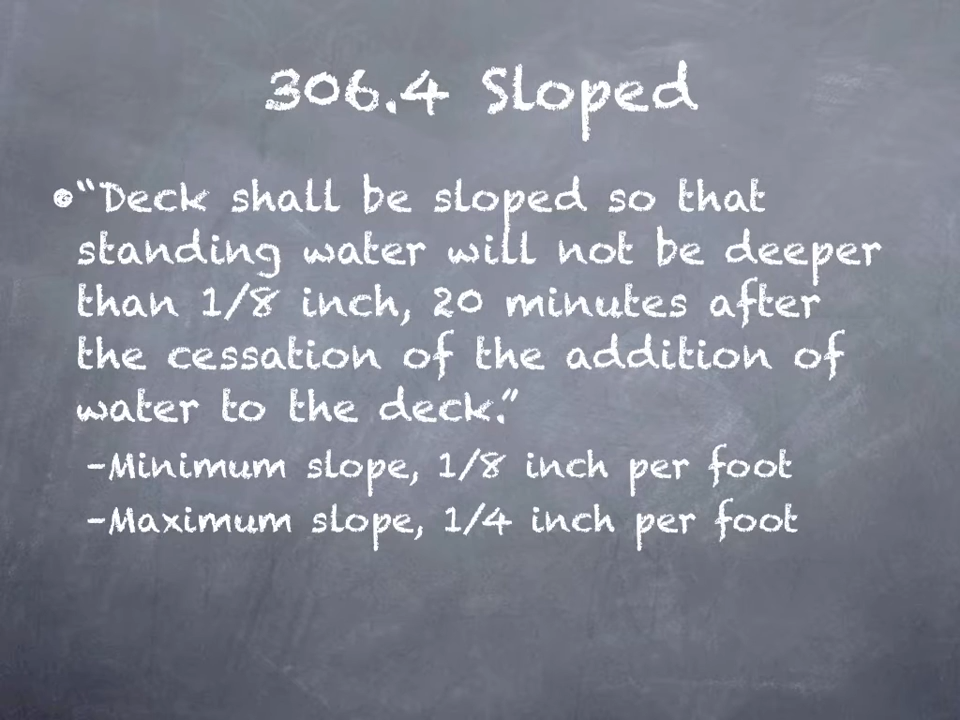 306.4 Sloped
•“Deck shall be sloped so that
standing water will not be deeper
than 1/8 inch, 20 minutes after
the cessation of the addition of
water to the deck.”
–Minimum slope, 1/8 inch per foot
–Maximum slope, 1/4 inch per foot